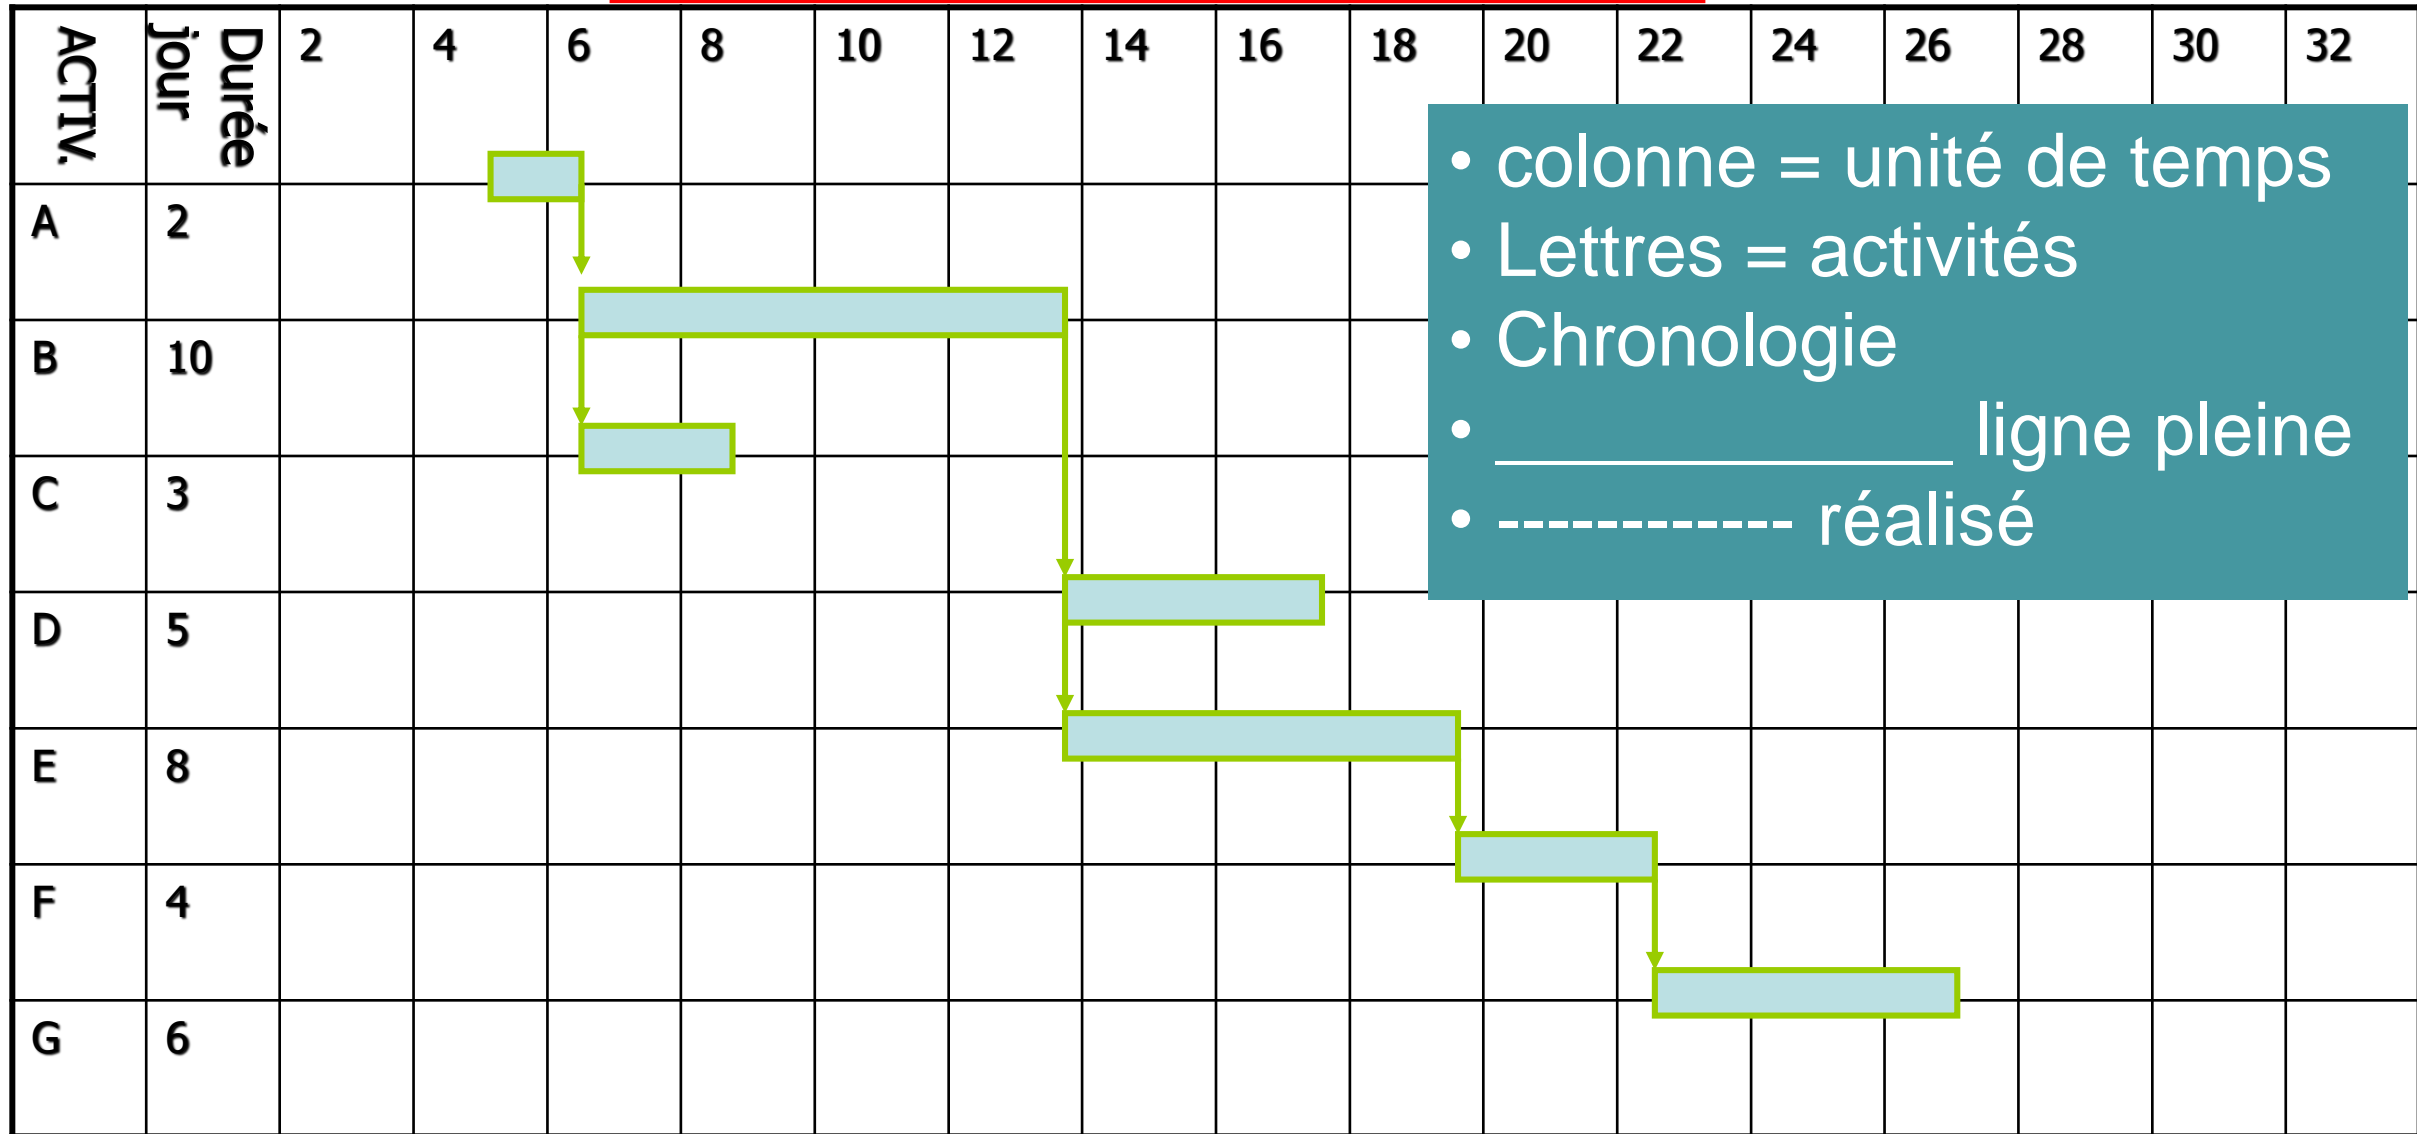 ACTIV. Durée jour 2 4 6 8 10 12 14 16 18 20 22 24 26 28 30 32
A 2
B 10
C 3
D 5
E 8
F 4
G 6
• colonne = unité de temps
• Lettres = activités
• Chronologie
• _____________ ligne pleine
• ------------ réalisé